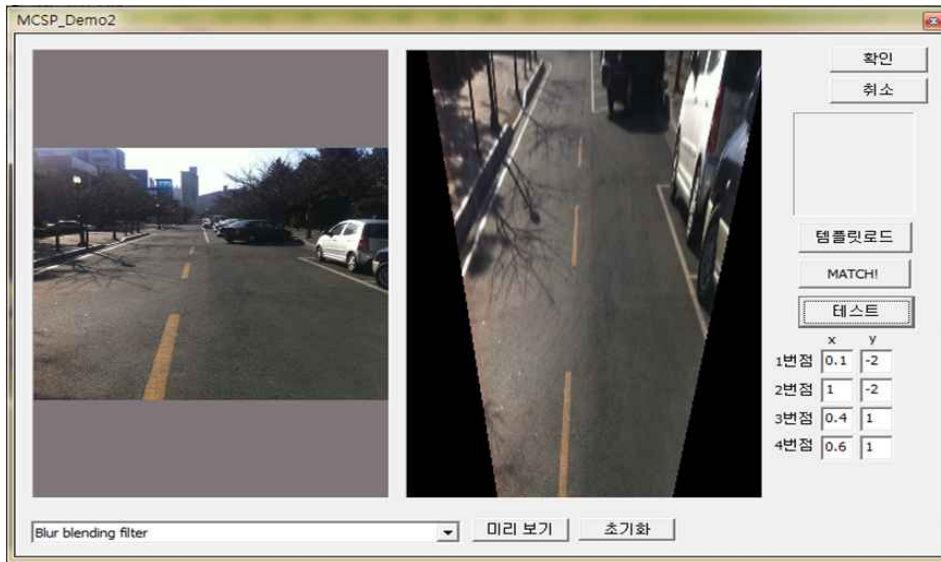 MCSP_Demo2
확인
취소
템플릿로드
MATCH!
테스트
x y
1번점 0.1 -2
2번점 1 -2
3번점 0.4 1
4번점 0.6 1
Blur blending filter
미리 보기
초기화